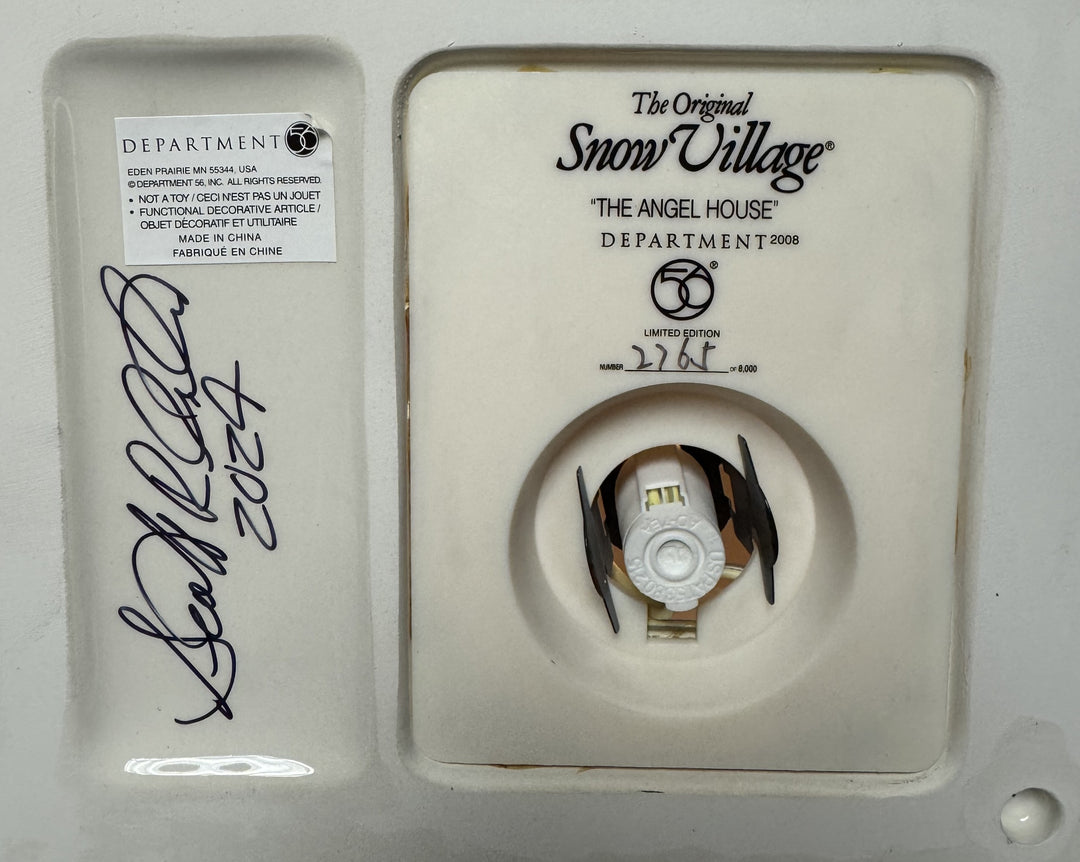 DEPARTMENT 56
EDEN PRAIRIE MN 55344, USA
© DEPARTMENT 56, INC. ALL RIGHTS RESERVED.
• NOT A TOY / CECI N'EST PAS UN JOUET
• FUNCTIONAL DECORATIVE ARTICLE /
OBJET DÉCORATIF ET UTILITAIRE
MADE IN CHINA
FABRIQUÉ EN CHINE
2024
The Original
Snow Village®
"THE ANGEL HOUSE"
DEPARTMENT 2008
56®
LIMITED EDITION
NUMBER 2765 OF 8,000